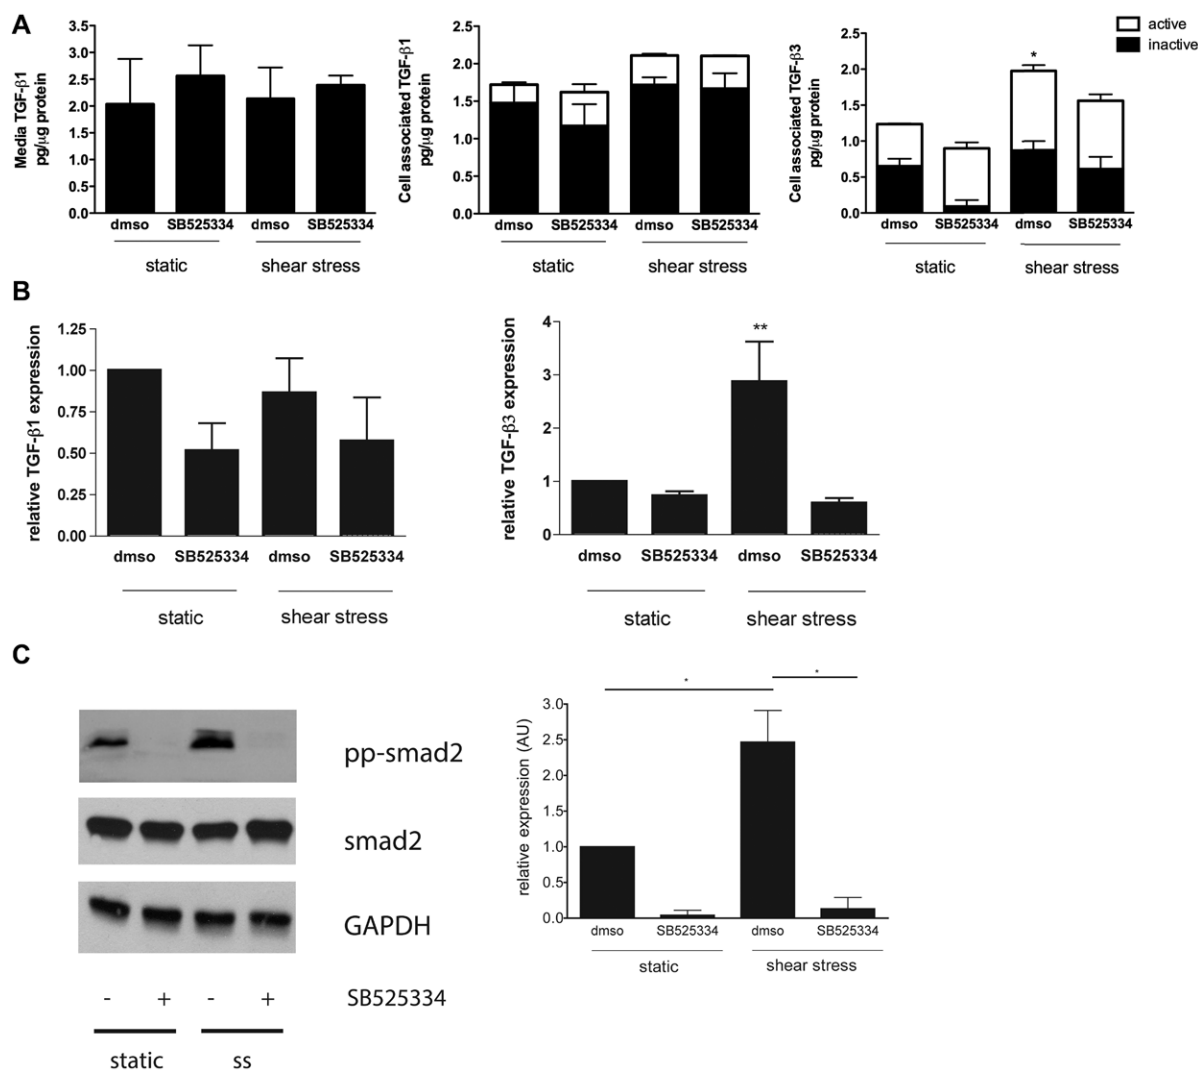 A
Media TGF-β1
pg/µg protein
3.5
3.0
2.5
2.0
1.5
1.0
0.5
0.0
dmso SB525334 dmso SB525334
static shear stress
Cell associated TGF-β1
pg/µg protein
2.5
2.0
1.5
1.0
0.5
0.0
dmso SB525334 dmso SB525334
static shear stress
Cell associated TGF-β3
pg/µg protein
2.5
2.0
1.5
1.0
0.5
0.0
*
dmso SB525334 dmso SB525334
static shear stress
active
inactive
B
relative TGF-β1 expression
1.25
1.00
0.75
0.50
0.25
0.00
dmso SB525334 dmso SB525334
static shear stress
relative TGF-β3 expression
4
3
2
1
0
**
dmso SB525334 dmso SB525334
static shear stress
C
pp-smad2
smad2
GAPDH
- + - + SB525334
static ss
relative expression (AU)
3.0
2.5
2.0
1.5
1.0
0.5
0.0
* *
dmso SB525334 dmso SB525334
static shear stress